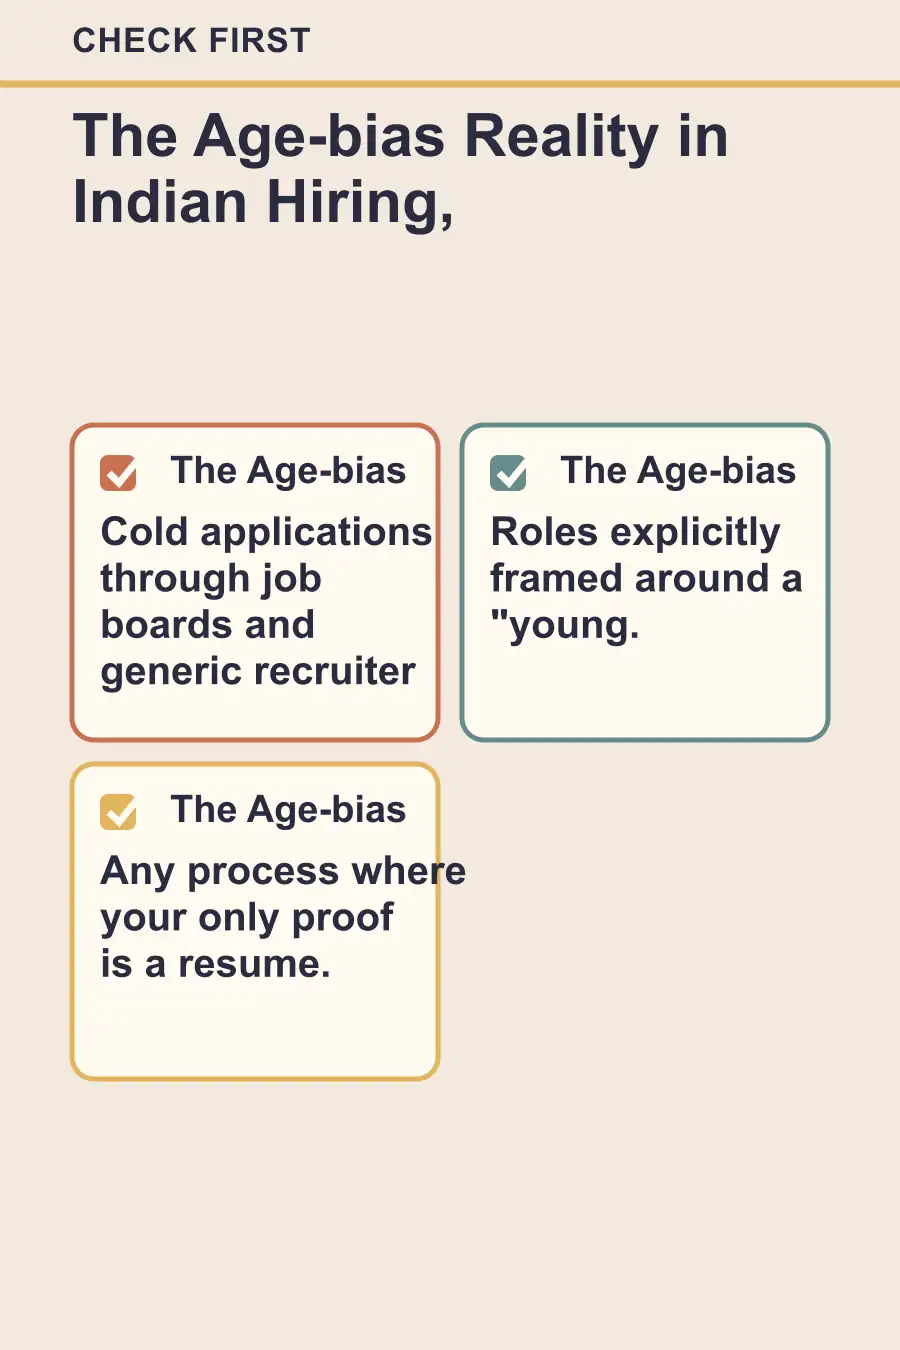 CHECK FIRST
The Age-bias Reality in
Indian Hiring,
The Age-bias
Cold applications
through job
boards and
generic recruiter
The Age-bias
Roles explicitly
framed around a
"young.
The Age-bias
Any process where
your only proof
is a resume.